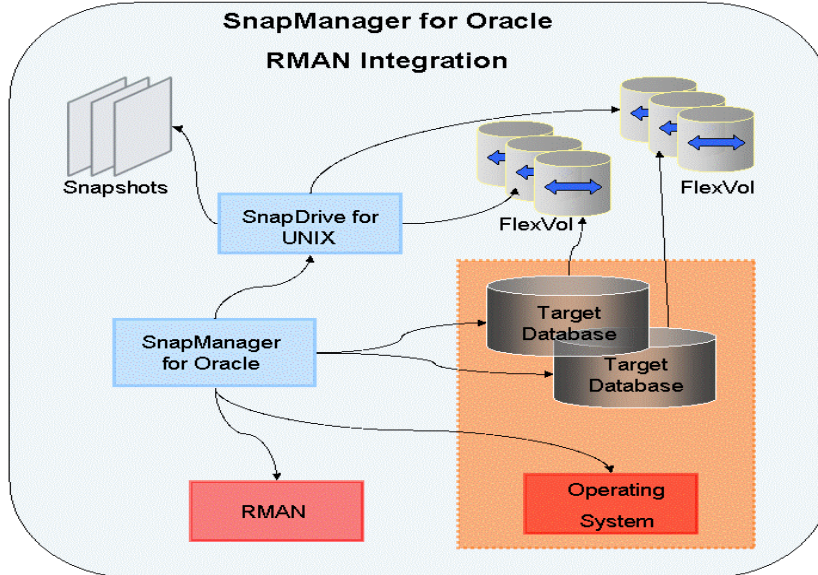 SnapManager for Oracle
RMAN Integration
Snapshots
SnapDrive for
UNIX
FlexVol
FlexVol
SnapManager
for Oracle
Target
Database
Target
Database
RMAN
Operating
System